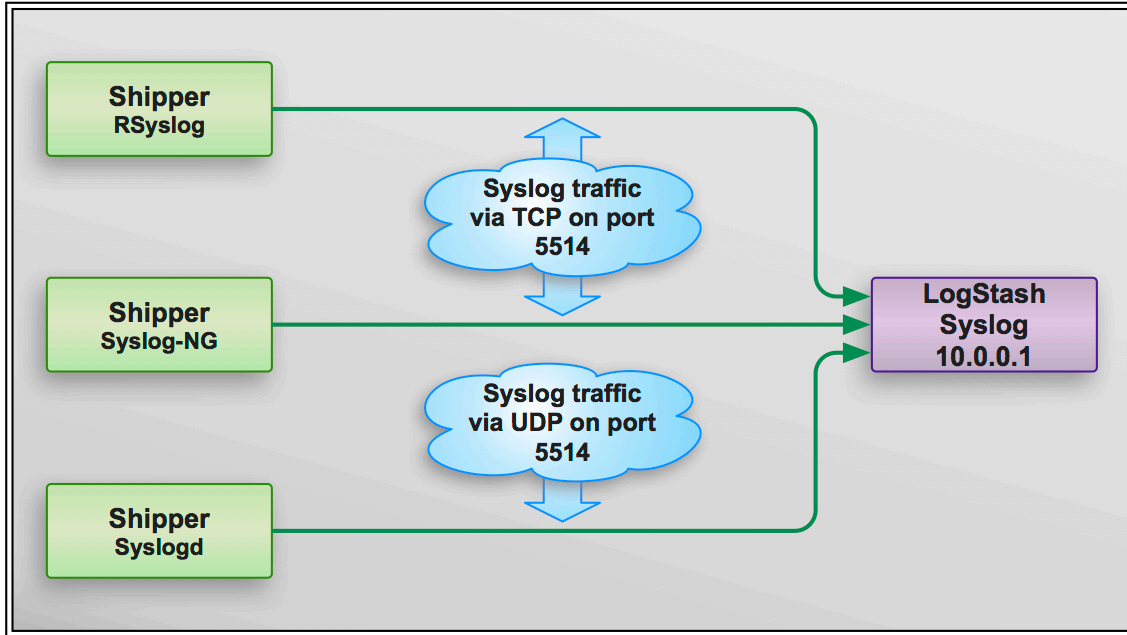 Shipper
RSyslog
Syslog traffic
via TCP on port
5514
Shipper
Syslog-NG
LogStash
Syslog
10.0.0.1
Syslog traffic
via UDP on port
5514
Shipper
Syslogd